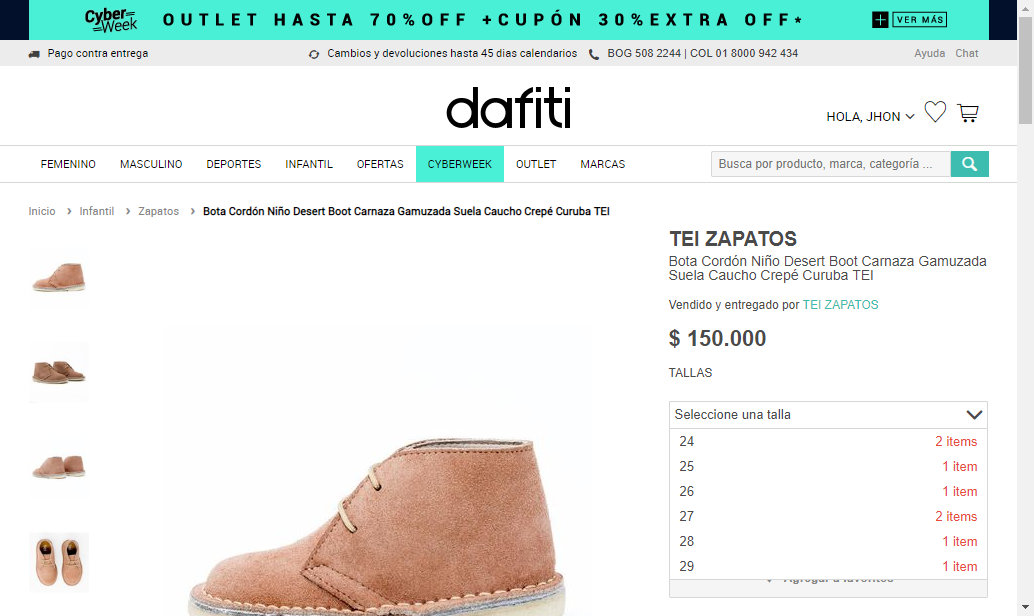 Cyber Week
OUTLET HASTA 70%OFF +CUPÓN 30%EXTRA OFF*
+ VER MÁS
Pago contra entrega
Cambios y devoluciones hasta 45 dias calendarios
BOG 508 2244 | COL 01 8000 942 434
Ayuda Chat
dafiti
HOLA, JHON
FEMENINO MASCULINO DEPORTES INFANTIL OFERTAS CYBERWEEK OUTLET MARCAS
Busca por producto, marca, categoría ...
Inicio › Infantil › Zapatos › Bota Cordón Niño Desert Boot Carnaza Gamuzada Suela Caucho Crepé Curuba TEI
TEI ZAPATOS
Bota Cordón Niño Desert Boot Carnaza Gamuzada
Suela Caucho Crepé Curuba TEI
Vendido y entregado por TEI ZAPATOS
$ 150.000
TALLAS
Seleccione una talla
24 2 items
25 1 item
26 1 item
27 2 items
28 1 item
29 1 item
Agregar a favoritos